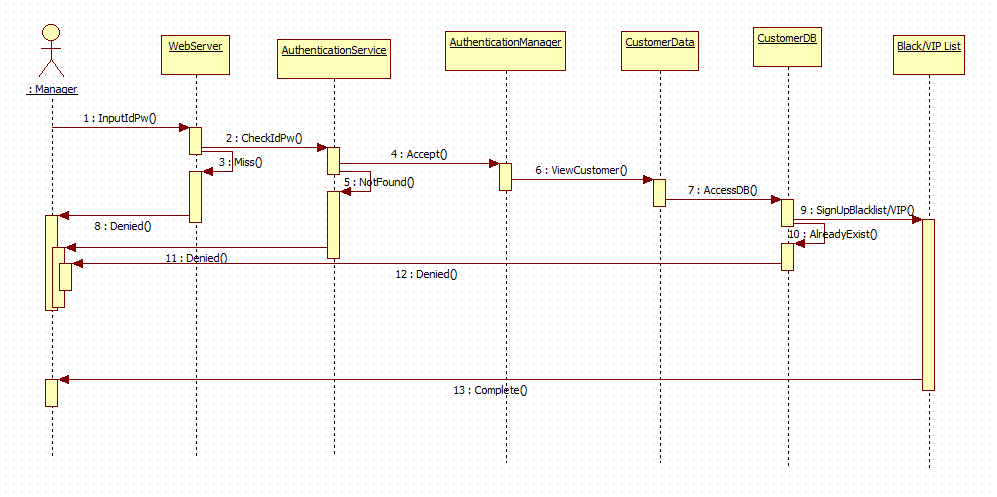 WebServer
AuthenticationService
AuthenticationManager
CustomerData
CustomerDB
Black/VIP List
: Manager
1 : InputIdPw()
2 : CheckIdPw()
3 : Miss()
4 : Accept()
5 : NotFound()
6 : ViewCustomer()
7 : AccessDB()
8 : Denied()
9 : SignUpBlacklist/VIP()
10 : AlreadyExist()
11 : Denied()
12 : Denied()
13 : Complete()